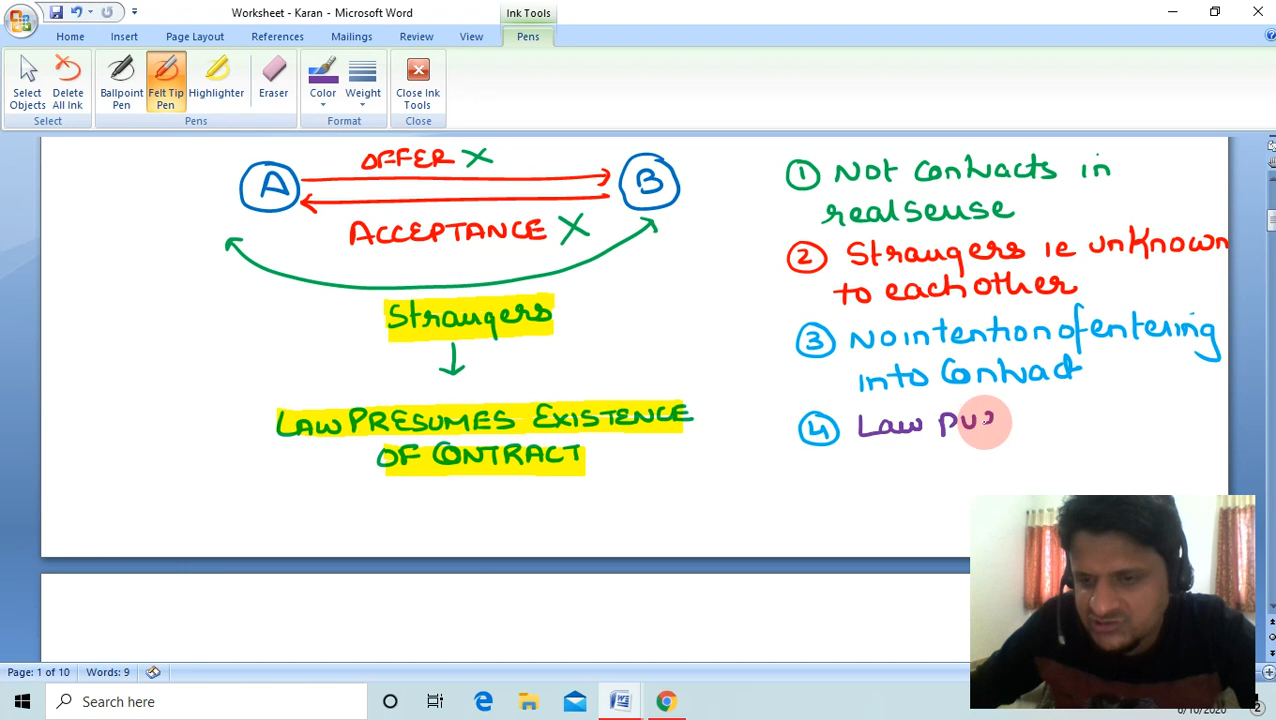 Worksheet - Karan - Microsoft Word
Ink Tools
Home Insert Page Layout References Mailings Review View Pens
Select Objects
Delete All Ink
Ballpoint Pen
Felt Tip Pen
Highlighter
Eraser
Color
Weight
Close Ink Tools
Select Pens Format Close
A
OFFER X
B
ACCEPTANCE X
Strangers
LAW PRESUMES EXISTENCE
OF CONTRACT
1 Not Contracts in
real sense
2 Strangers ie unknown
to each other
3 No intention of entering
into Contract
4 Law
Page: 1 of 10 Words: 9
Search here
2